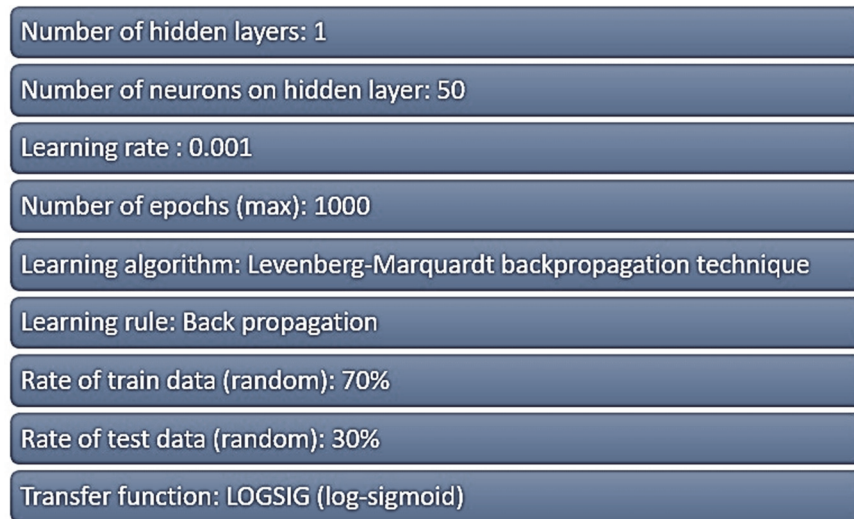 Number of hidden layers: 1
Number of neurons on hidden layer: 50
Learning rate : 0.001
Number of epochs (max): 1000
Learning algorithm: Levenberg-Marquardt backpropagation technique
Learning rule: Back propagation
Rate of train data (random): 70%
Rate of test data (random): 30%
Transfer function: LOGSIG (log-sigmoid)